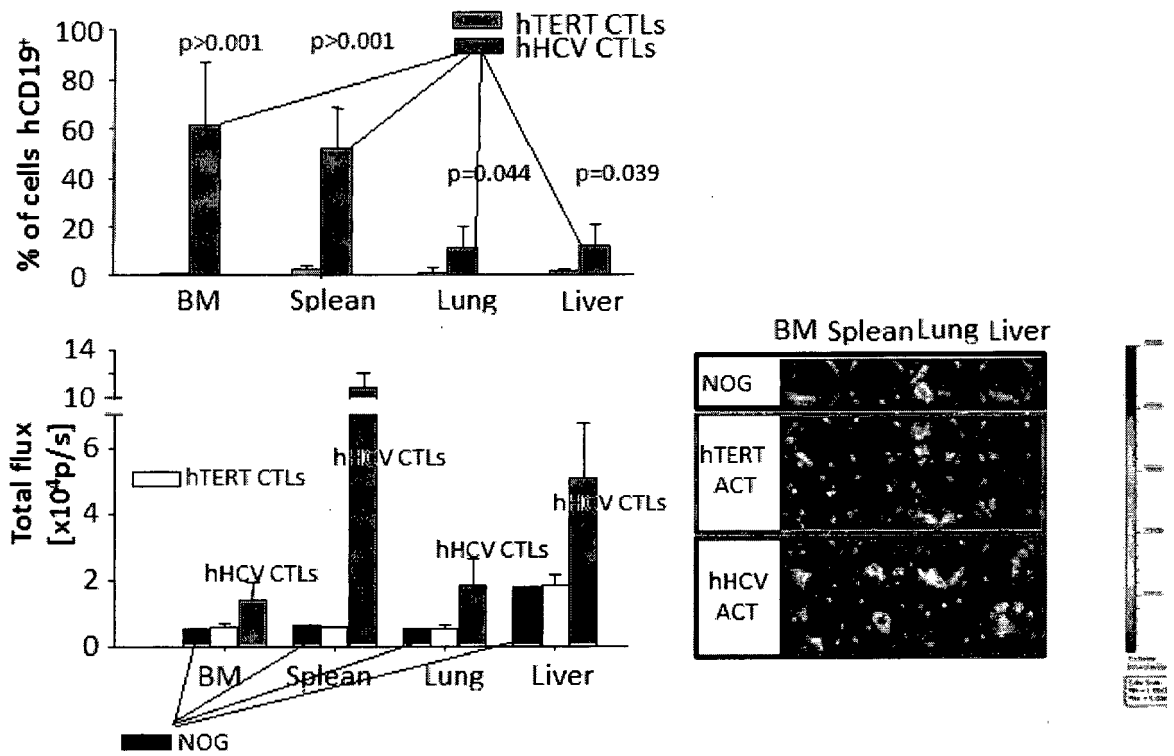 hTERT CTLs
hHCV CTLs
% of cells hCD19+
100
80
60
40
20
0
p>0.001
p>0.001
p=0.044
p=0.039
BM Splean Lung Liver
Total flux
[x10⁴p/s]
14
10
6
4
2
0
hTERT CTLs
hHCV CTLs
hHCV CTLs
hHCV CTLs
hHCV CTLs
BM Splean Lung Liver
NOG
BM Splean Lung Liver
NOG
hTERT
ACT
hHCV
ACT